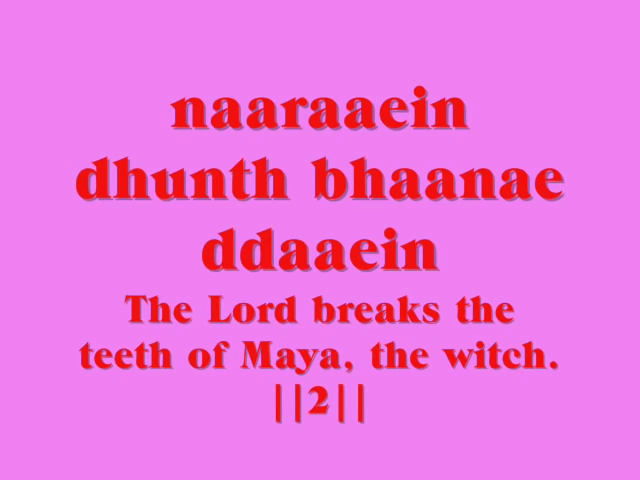 naaraaein
dhunth bhaanae
ddaaein
The Lord breaks the
teeth of Maya, the witch.
||2||